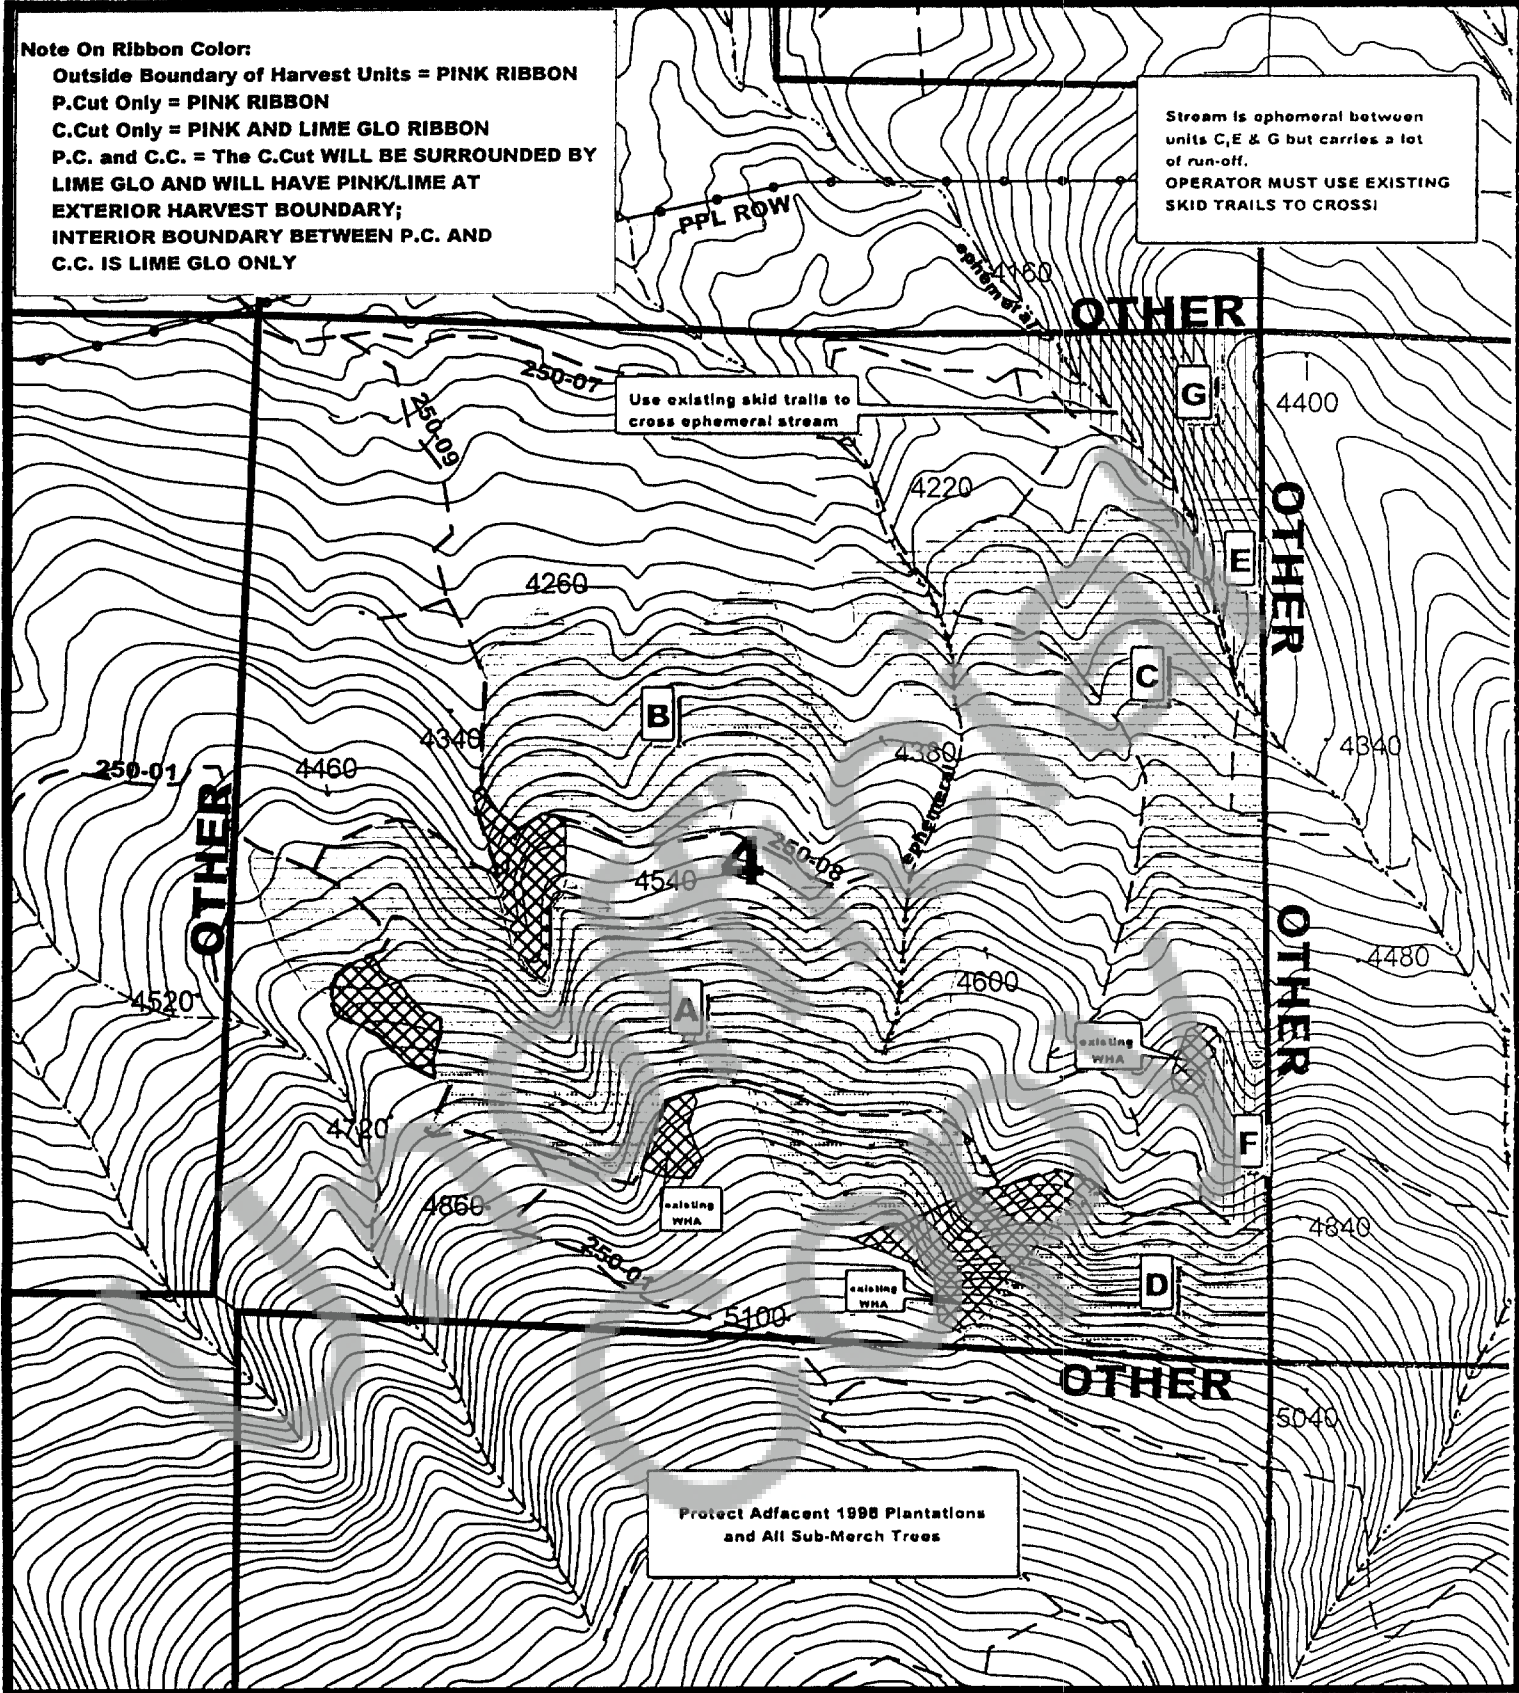 Note On Ribbon Color:
Outside Boundary of Harvest Units = PINK RIBBON
P.Cut Only = PINK RIBBON
C.Cut Only = PINK AND LIME GLO RIBBON
P.C. and C.C. = The C.Cut WILL BE SURROUNDED BY
LIME GLO AND WILL HAVE PINK/LIME AT
EXTERIOR HARVEST BOUNDARY;
INTERIOR BOUNDARY BETWEEN P.C. AND
C.C. IS LIME GLO ONLY
Stream is ephemeral between
units C,E & G but carries a lot
of run-off.
OPERATOR MUST USE EXISTING
SKID TRAILS TO CROSS!
PPL ROW
ephemeral
4160
OTHER
250-07
Use existing skid trails to
cross ephemeral stream
G
4400
250-09
4220
OTHER
E
4260
C
B
4340
4380
4340
250-01
4460
ephemeral
OTHER
4
250-08
4540
OTHER
4480
4600
4520
A
existing
WHA
4720
F
4860
existing
WHA
4840
250-01
existing
WHA
D
5100
OTHER
5040
Protect Adfacent 1998 Plantations
and All Sub-Merch Trees
Unofficial
Copy